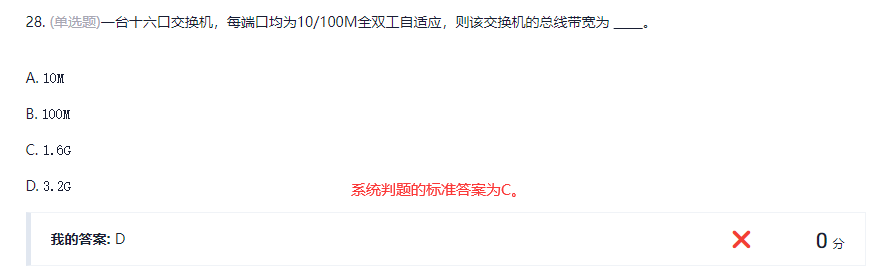 28. (单选题)一台十六口交换机，每端口均为10/100M全双工自适应，则该交换机的总线带宽为 ____。
A. 10M
B. 100M
C. 1.6G
D. 3.2G
系统判题的标准答案为C。
我的答案: D
0 分